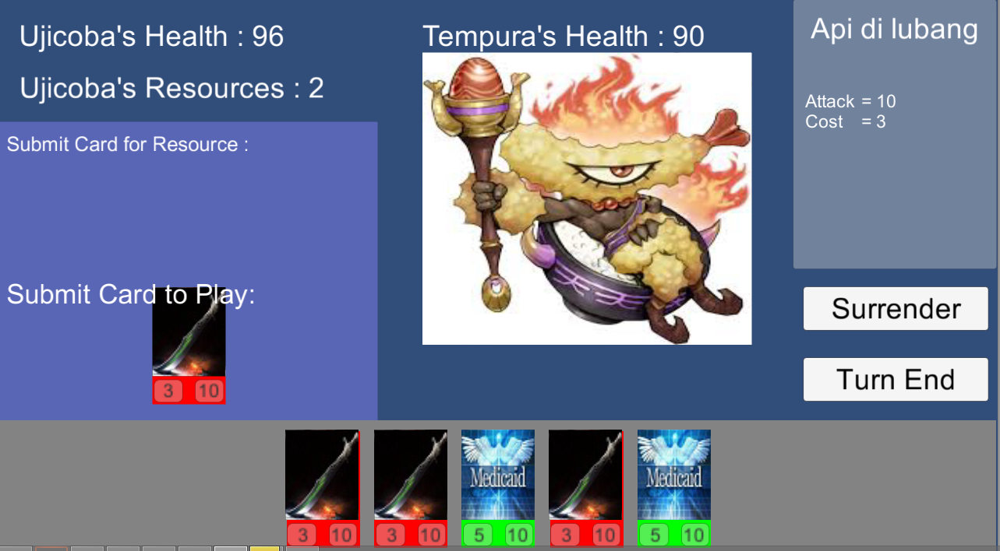 Ujicoba's Health : 96
Tempura's Health : 90
Api di lubang
Ujicoba's Resources : 2
Attack = 10
Cost = 3
Submit Card for Resource :
Submit Card to Play:
3 10
Surrender
Turn End
Medicaid
Medicaid
3 10
3 10
5 10
3 10
5 10